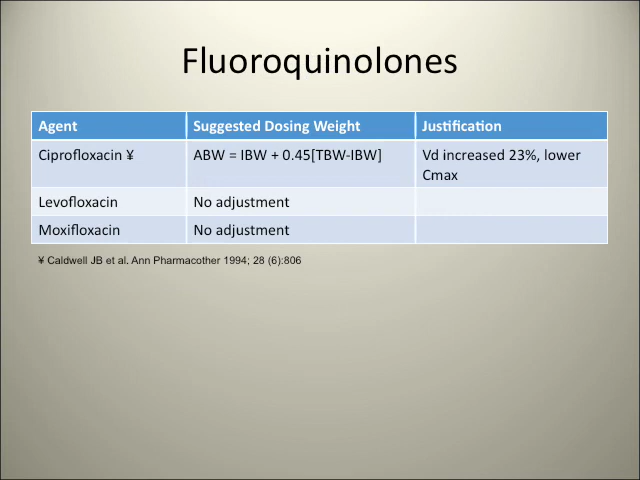 Fluoroquinolones
Agent Suggested Dosing Weight Justification
Ciprofloxacin ¥ ABW = IBW + 0.45[TBW-IBW] Vd increased 23%, lower
Cmax
Levofloxacin No adjustment
Moxifloxacin No adjustment
¥ Caldwell JB et al. Ann Pharmacother 1994; 28 (6):806